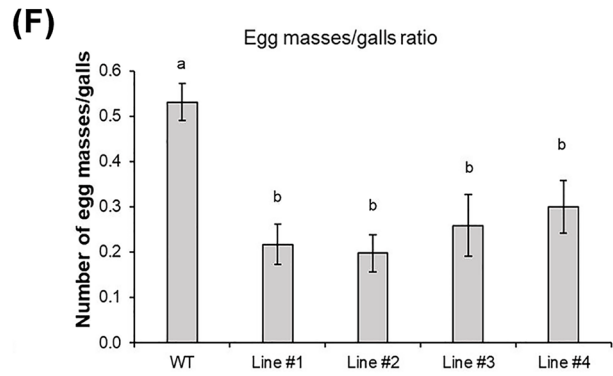 (F)
Egg masses/galls ratio
Number of egg masses/galls
0.6
0.5
0.4
0.3
0.2
0.1
0.0
a
b
b
b
b
WT
Line #1
Line #2
Line #3
Line #4